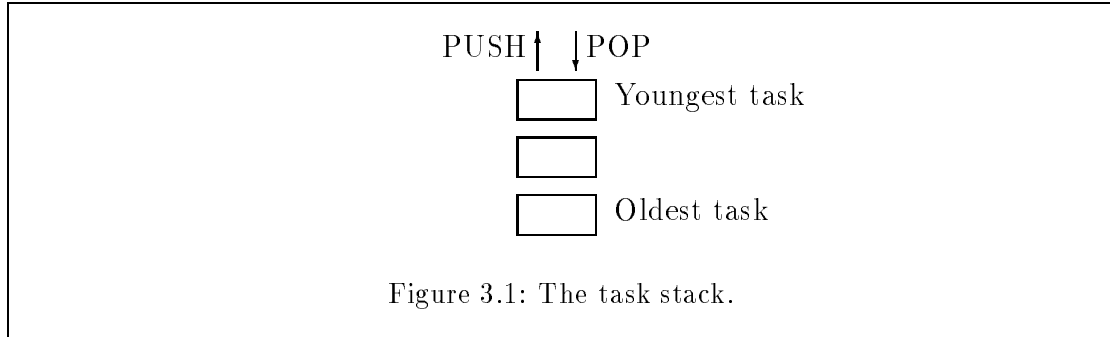 PUSH POP
Youngest task
Oldest task
Figure 3.1: The task stack.